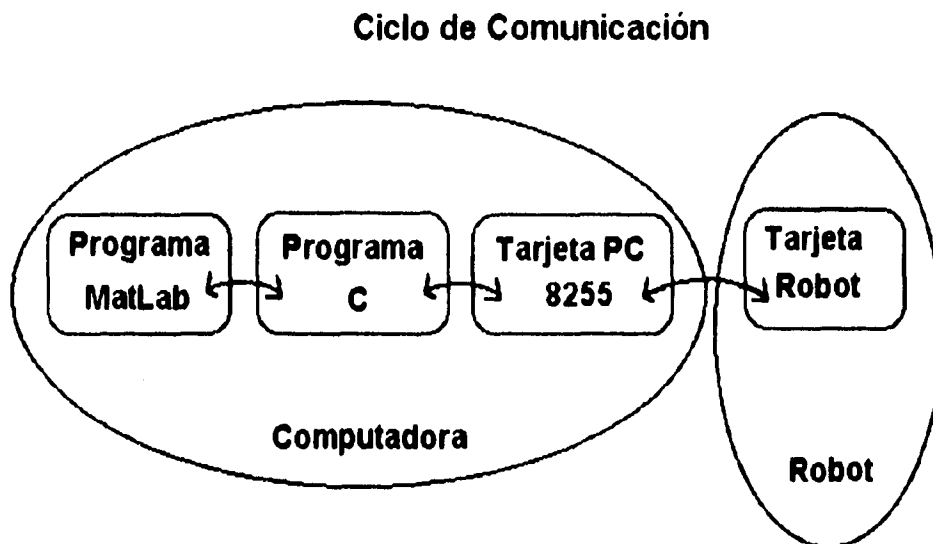 Ciclo de Comunicación
Programa
MatLab
Programa
C
Tarjeta PC
8255
Tarjeta
Robot
Computadora
Robot